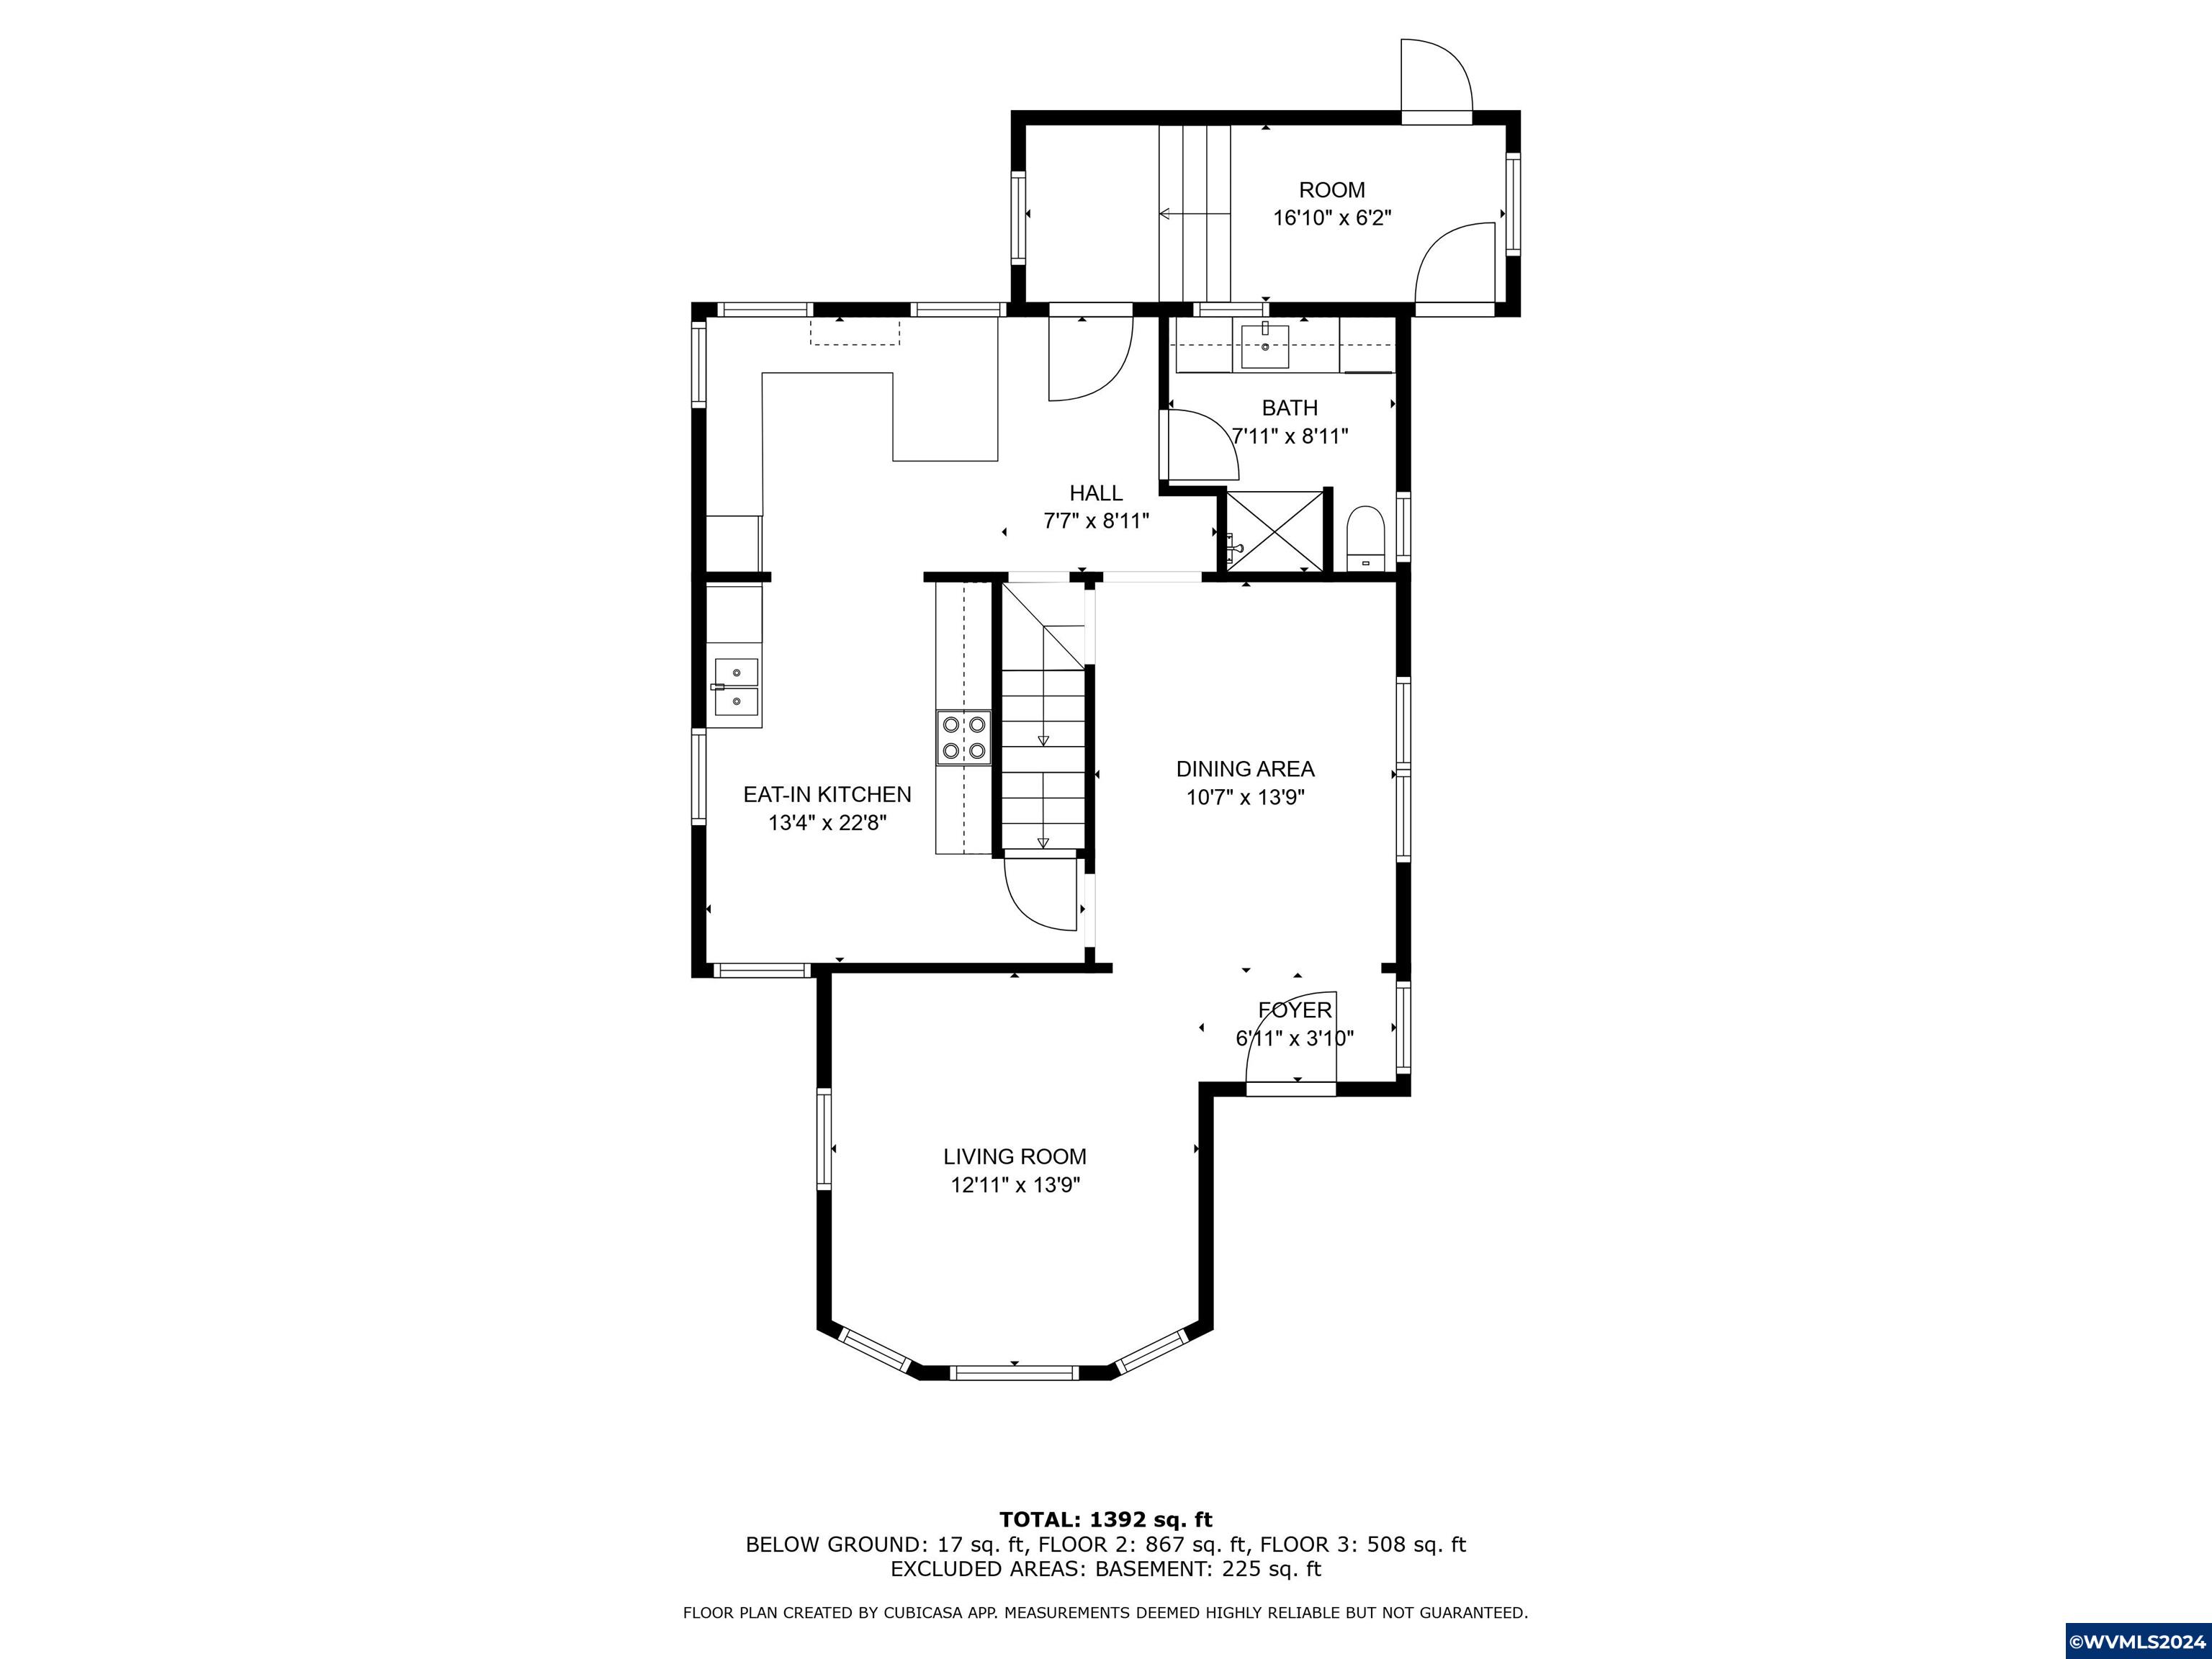 ROOM
16'10" x 6'2"
BATH
7'11" x 8'11"
HALL
7'7" x 8'11"
DINING AREA
10'7" x 13'9"
EAT-IN KITCHEN
13'4" x 22'8"
FOYER
6'11" x 3'10"
LIVING ROOM
12'11" x 13'9"
TOTAL: 1392 sq. ft
BELOW GROUND: 17 sq. ft, FLOOR 2: 867 sq. ft, FLOOR 3: 508 sq. ft
EXCLUDED AREAS: BASEMENT: 225 sq. ft
FLOOR PLAN CREATED BY CUBICASA APP. MEASUREMENTS DEEMED HIGHLY RELIABLE BUT NOT GUARANTEED.
©WVMLS2024